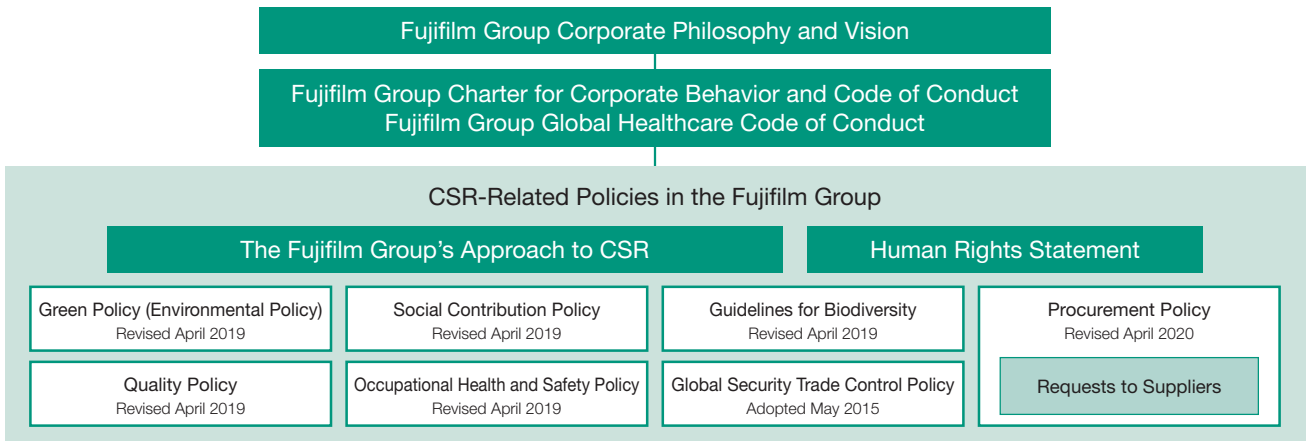 Fujifilm Group Corporate Philosophy and Vision
Fujifilm Group Charter for Corporate Behavior and Code of Conduct
Fujifilm Group Global Healthcare Code of Conduct
CSR-Related Policies in the Fujifilm Group
The Fujifilm Group's Approach to CSR
Human Rights Statement
Green Policy (Environmental Policy)
Revised April 2019
Social Contribution Policy
Revised April 2019
Guidelines for Biodiversity
Revised April 2019
Procurement Policy
Revised April 2020
Requests to Suppliers
Quality Policy
Revised April 2019
Occupational Health and Safety Policy
Revised April 2019
Global Security Trade Control Policy
Adopted May 2015